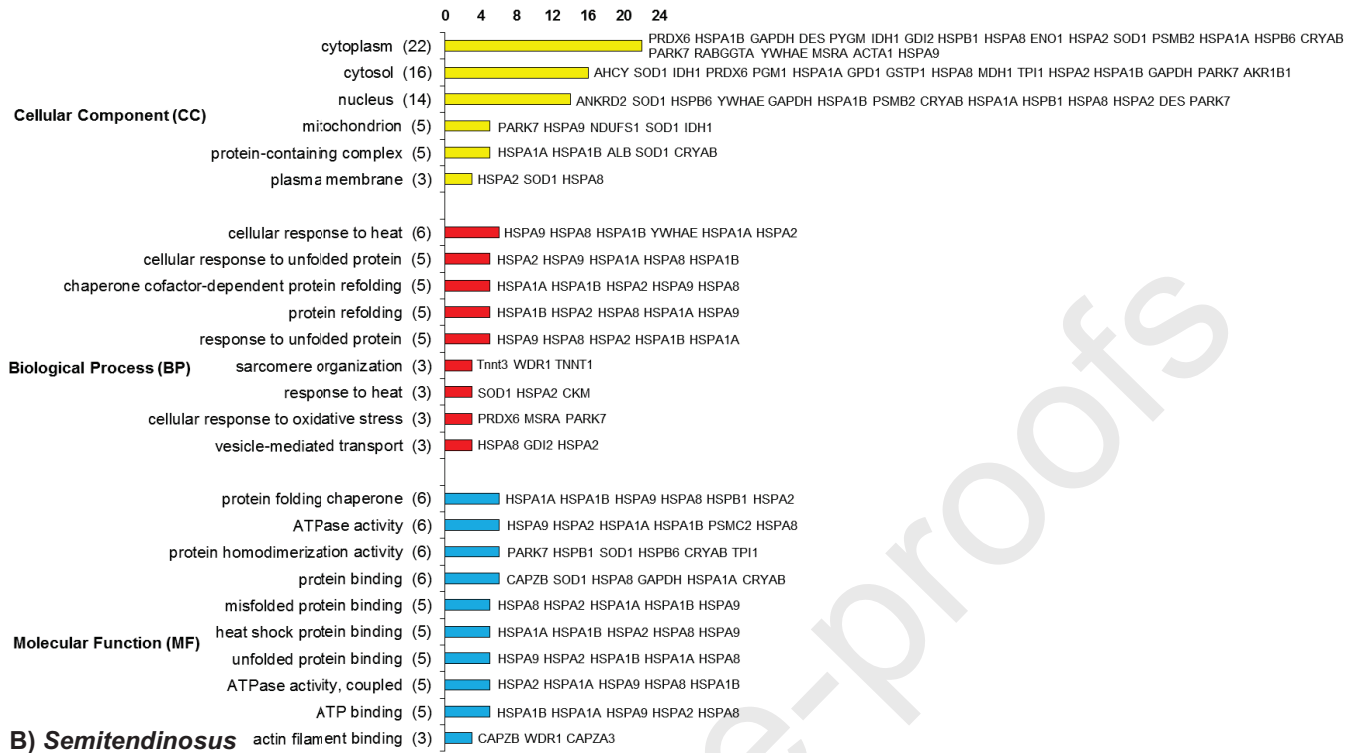 0 4 8 12 16 20 24
cytoplasm (22) PRDX6 HSPA1B GAPDH DES PYGM IDH1 GDI2 HSPB1 HSPA8 ENO1 HSPA2 SOD1 PSMB2 HSPA1A HSPB6 CRYAB
PARK7 RABGGTA YWHAE MSRA ACTA1 HSPA9
cytosol (16) AHCY SOD1 IDH1 PRDX6 PGM1 HSPA1A GPD1 GSTP1 HSPA8 MDH1 TPI1 HSPA2 HSPA1B GAPDH PARK7 AKR1B1
nucleus (14) ANKRD2 SOD1 HSPB6 YWHAE GAPDH HSPA1B PSMB2 CRYAB HSPA1A HSPB1 HSPA8 HSPA2 DES PARK7
Cellular Component (CC)
mitochondrion (5) PARK7 HSPA9 NDUFS1 SOD1 IDH1
protein-containing complex (5) HSPA1A HSPA1B ALB SOD1 CRYAB
plasma membrane (3) HSPA2 SOD1 HSPA8
cellular response to heat (6) HSPA9 HSPA8 HSPA1B YWHAE HSPA1A HSPA2
cellular response to unfolded protein (5) HSPA2 HSPA9 HSPA1A HSPA8 HSPA1B
chaperone cofactor-dependent protein refolding (5) HSPA1A HSPA1B HSPA2 HSPA9 HSPA8
protein refolding (5) HSPA1B HSPA2 HSPA8 HSPA1A HSPA9
response to unfolded protein (5) HSPA9 HSPA8 HSPA2 HSPA1B HSPA1A
Biological Process (BP) sarcomere organization (3) Tnnt3 WDR1 TNNT1
response to heat (3) SOD1 HSPA2 CKM
cellular response to oxidative stress (3) PRDX6 MSRA PARK7
vesicle-mediated transport (3) HSPA8 GDI2 HSPA2
protein folding chaperone (6) HSPA1A HSPA1B HSPA9 HSPA8 HSPB1 HSPA2
ATPase activity (6) HSPA9 HSPA2 HSPA1A HSPA1B PSMC2 HSPA8
protein homodimerization activity (6) PARK7 HSPB1 SOD1 HSPB6 CRYAB TPI1
protein binding (6) CAPZB SOD1 HSPA8 GAPDH HSPA1A CRYAB
misfolded protein binding (5) HSPA8 HSPA2 HSPA1A HSPA1B HSPA9
heat shock protein binding (5) HSPA1A HSPA1B HSPA2 HSPA8 HSPA9
Molecular Function (MF)
unfolded protein binding (5) HSPA9 HSPA2 HSPA1B HSPA1A HSPA8
ATPase activity, coupled (5) HSPA2 HSPA1A HSPA9 HSPA8 HSPA1B
ATP binding (5) HSPA1B HSPA1A HSPA9 HSPA2 HSPA8
B) Semitendinosus actin filament binding (3) CAPZB WDR1 CAPZA3
e-proofs